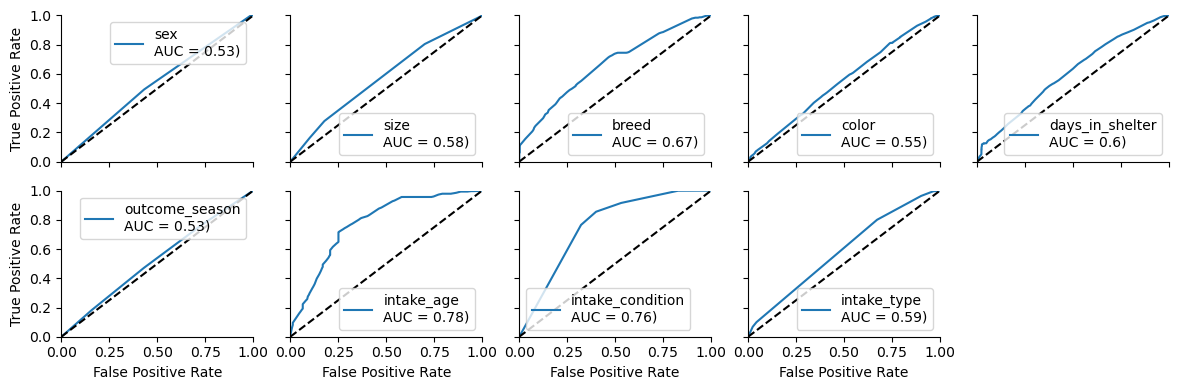 1.0
0.8
0.6
0.4
0.2
0.0
True Positive Rate
sex
AUC = 0.53)
size
AUC = 0.58)
breed
AUC = 0.67)
color
AUC = 0.55)
days_in_shelter
AUC = 0.6)
1.0
0.8
0.6
0.4
0.2
0.0
True Positive Rate
outcome_season
AUC = 0.53)
0.00 0.25 0.50 0.75 1.00
False Positive Rate
intake_age
AUC = 0.78)
0.00 0.25 0.50 0.75 1.00
False Positive Rate
intake_condition
AUC = 0.76)
0.00 0.25 0.50 0.75 1.00
False Positive Rate
intake_type
AUC = 0.59)
0.00 0.25 0.50 0.75 1.00
False Positive Rate